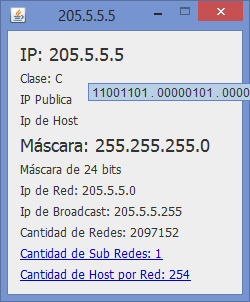 205.5.5.5
IP: 205.5.5.5
Clase: C
11001101 . 00000101 . 0000
IP Publica
Ip de Host
Máscara: 255.255.255.0
Máscara de 24 bits
Ip de Red: 205.5.5.0
Ip de Broadcast: 205.5.5.255
Cantidad de Redes: 2097152
Cantidad de Sub Redes: 1
Cantidad de Host por Red: 254